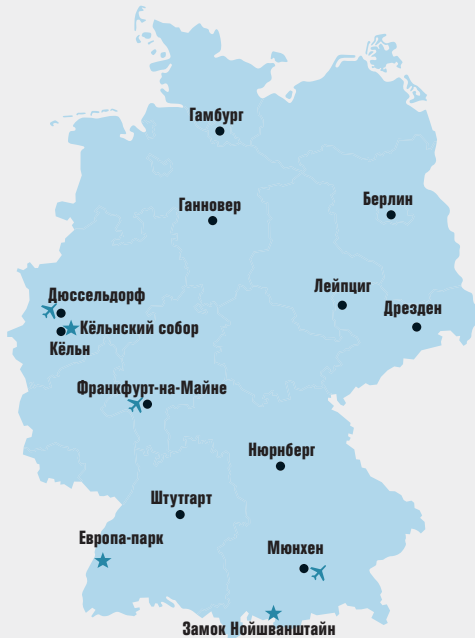 Гамбург
Ганновер
Берлин
Лейпциг
Дрезден
Дюссельдорф
Кёльнский собор
Кёльн
Франкфурт-на-Майне
Нюрнберг
Штутгарт
Европа-парк
Мюнхен
Замок Нойшванштайн